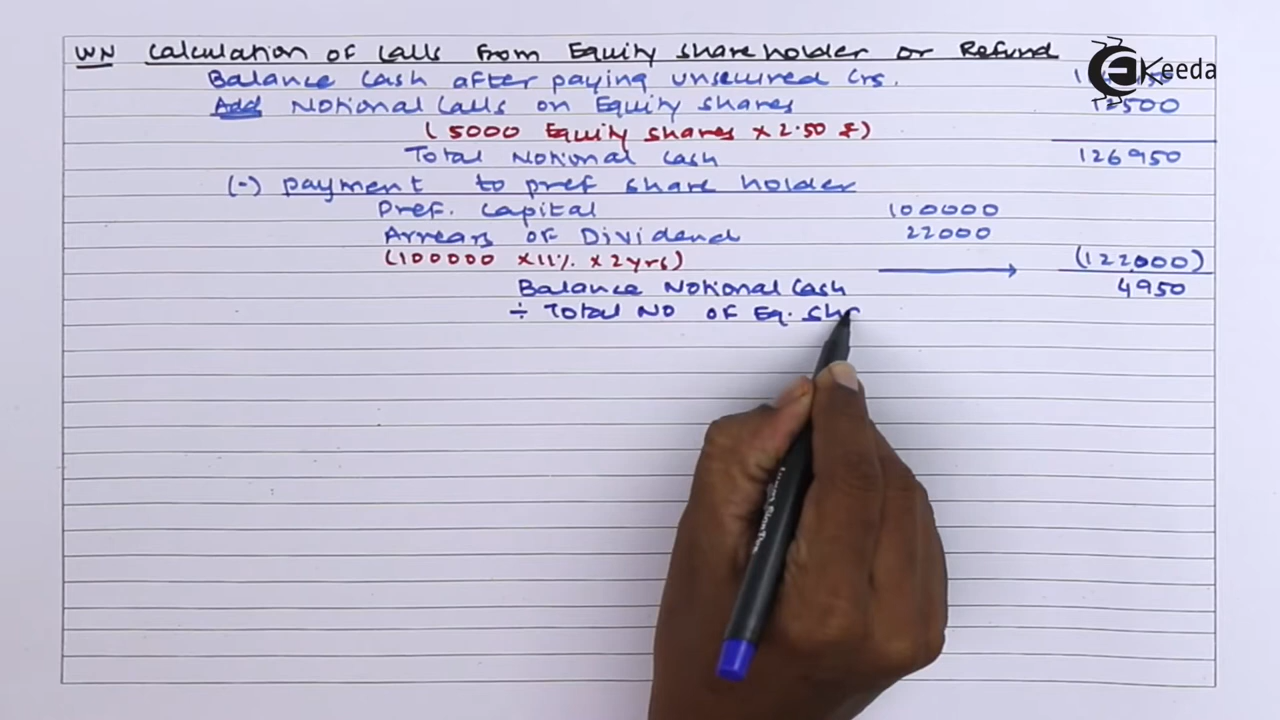 WN Calculation of Calls From Equity shareholder or Refund
Balance Cash after paying unsecured Crs.
Add Notional Calls on Equity shares 12500
(5000 Equity shares × 2.50 ₹)
Total Notional Cash 126950
(-) payment to pref share holder
Pref. Capital 100000
Arrears of Dividend 22000
(100000 × 11% × 2yrs) (122000)
Balance Notional Cash 4950
÷ Total No of Eq. Sh
Keeda